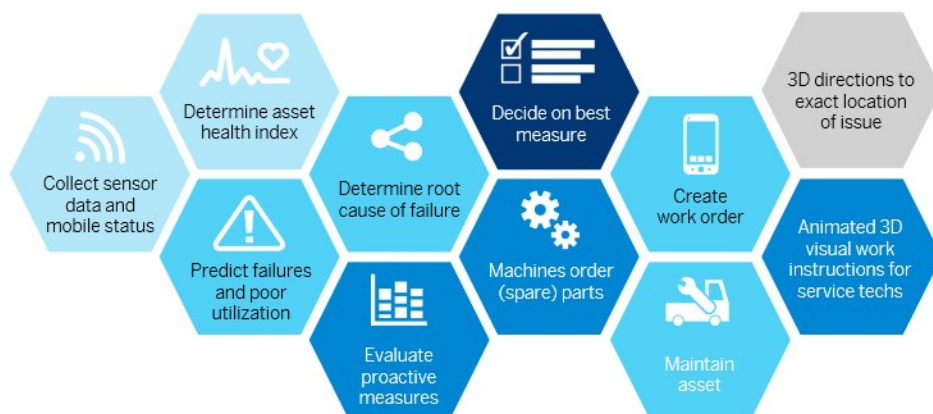 Collect sensor
data and
mobile status
Determine asset
health index
Predict failures
and poor
utilization
Determine root
cause of failure
Evaluate
proactive
measures
Decide on best
measure
Machines order
(spare) parts
Create
work order
Maintain
asset
3D directions to
exact location
of issue
Animated 3D
visual work
instructions for
service techs